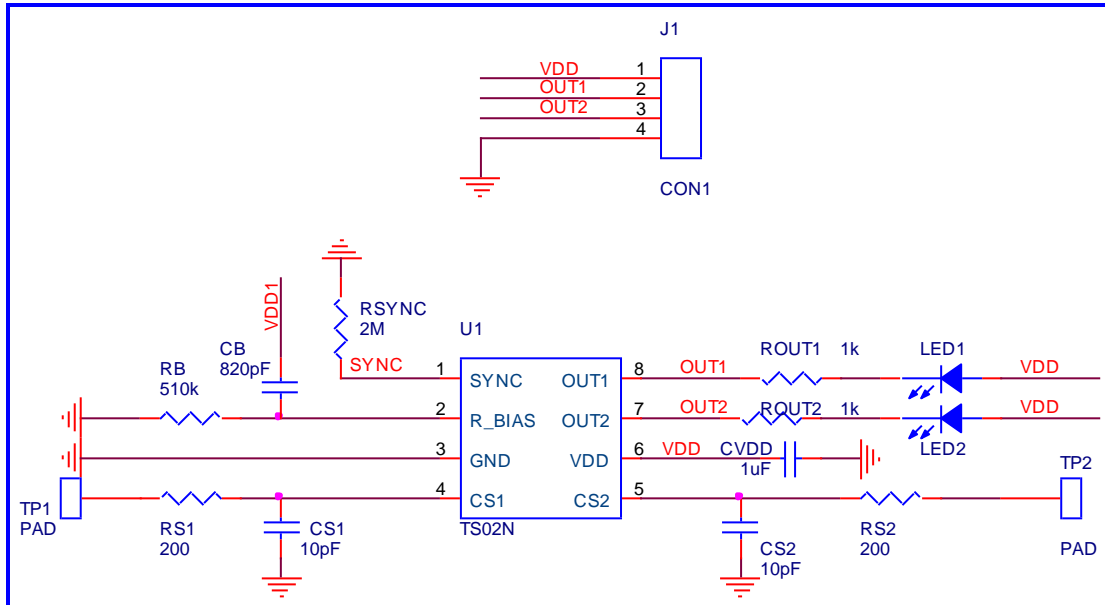 J1
VDD 1
OUT1 2
OUT2 3
4
CON1
VDD1
RSYNC
2M
U1
CB
820pF
RB
510k
SYNC 1 SYNC
2 R_BIAS
3 GND
4 CS1
OUT1 8 OUT1 ROUT1 1k LED1 VDD
OUT2 7 OUT2 ROUT2 1k LED2 VDD
VDD 6 VDD CVDD
1uF
CS2 5
TS02N
TP1
PAD
RS1
200
CS1
10pF
CS2
10pF
RS2
200
TP2
PAD